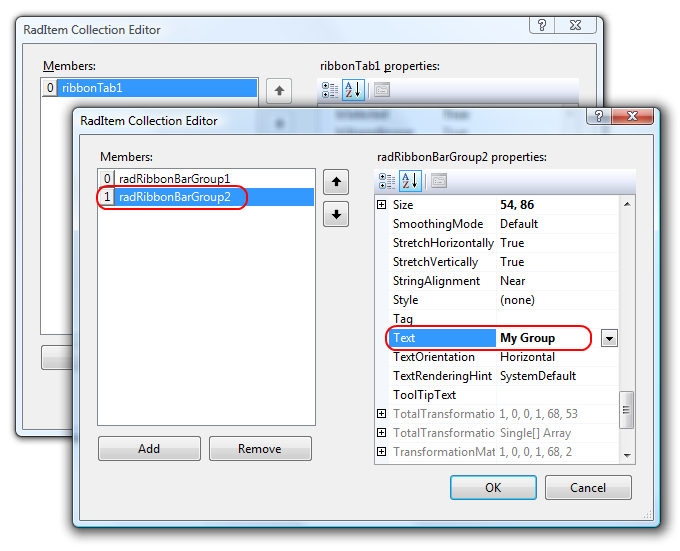 RadItem Collection Editor
Members:
ribbonTab1 properties:
0 ribbonTab1
RadItem Collection Editor
Members:
radRibbonBarGroup2 properties:
0 radRibbonBarGroup1
1 radRibbonBarGroup2
Size 54, 86
SmoothingMode Default
StretchHorizontally True
StretchVertically True
StringAlignment Near
Style (none)
Tag
Text My Group
TextOrientation Horizontal
TextRenderingHint SystemDefault
ToolTipText
TotalTransformatio 1, 0, 0, 1, 68, 53
TotalTransformatio Single[] Array
TransformationMat 1, 0, 0, 1, 68, 2
Add Remove
OK Cancel